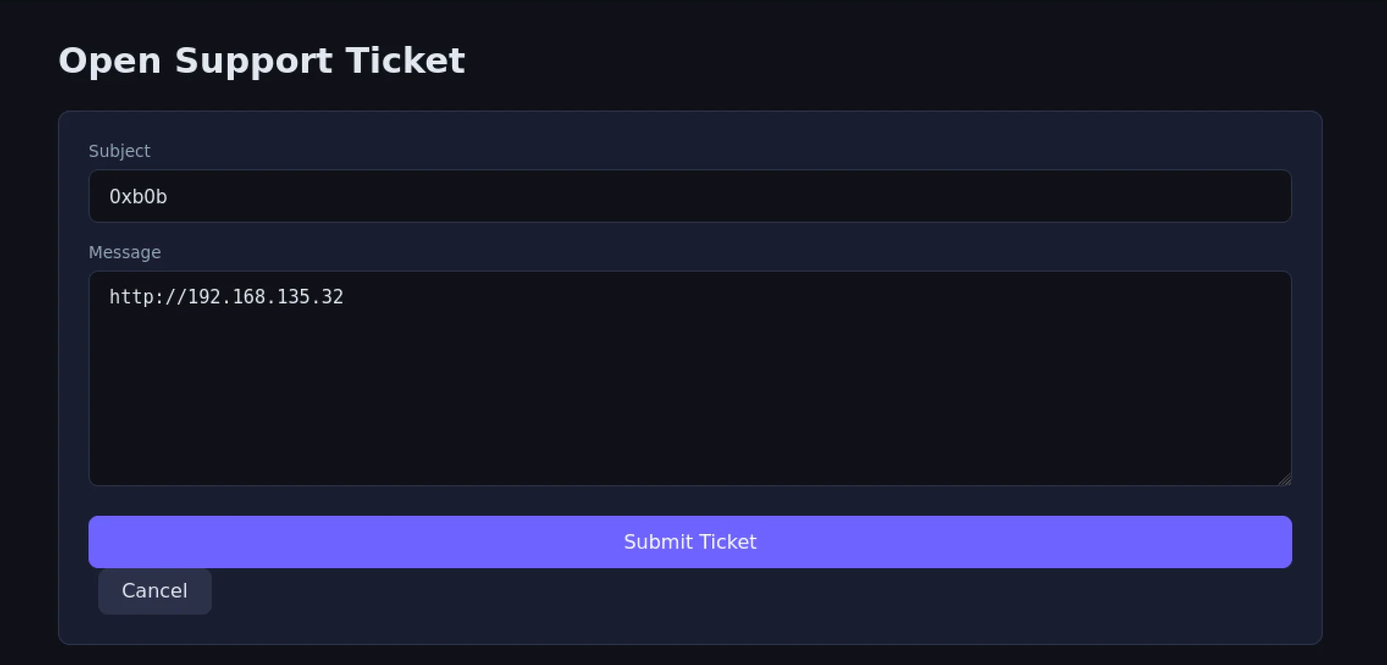 Open Support Ticket
Subject
0xb0b
Message
http://192.168.135.32
Submit Ticket
Cancel